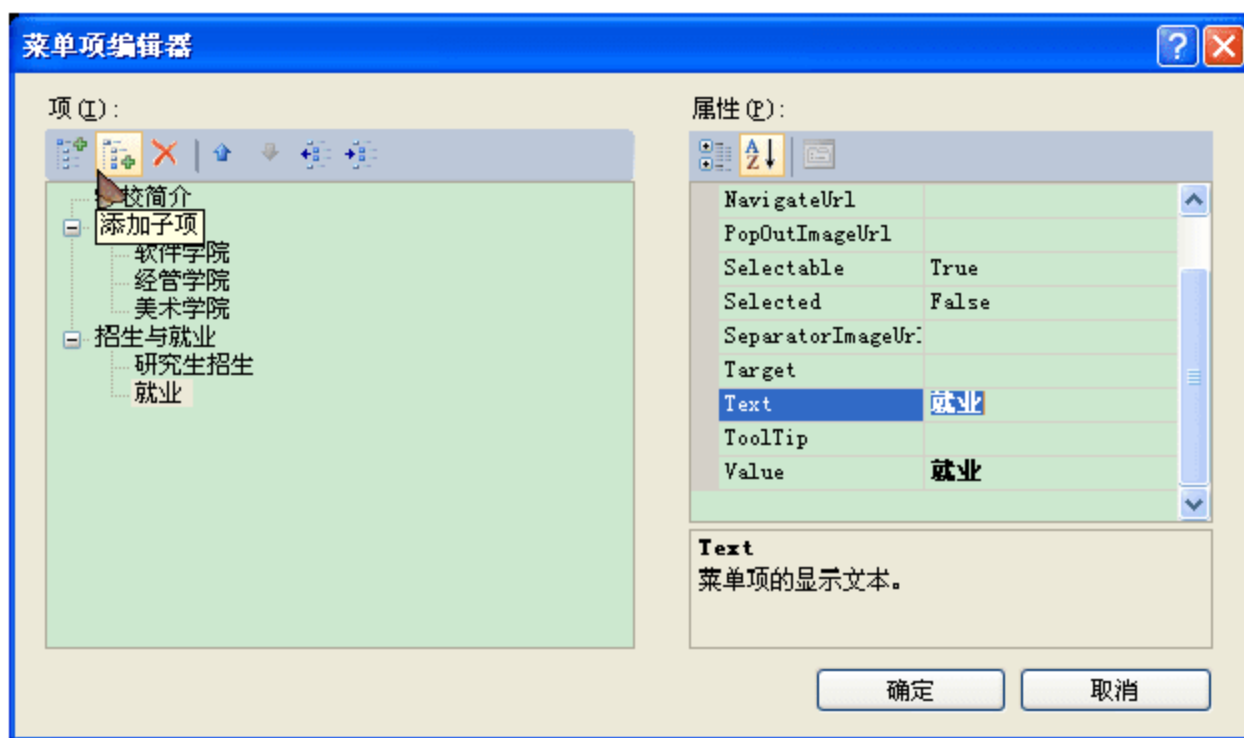 菜单项编辑器
项(I):
添加子项
校简介
软件学院
经管学院
美术学院
招生与就业
研究生招生
就业
属性(P):
NavigateUrl
PopOutImageUrl
Selectable True
Selected False
SeparatorImageUr
Target
Text 就业
ToolTip
Value 就业
Text
菜单项的显示文本。
确定
取消